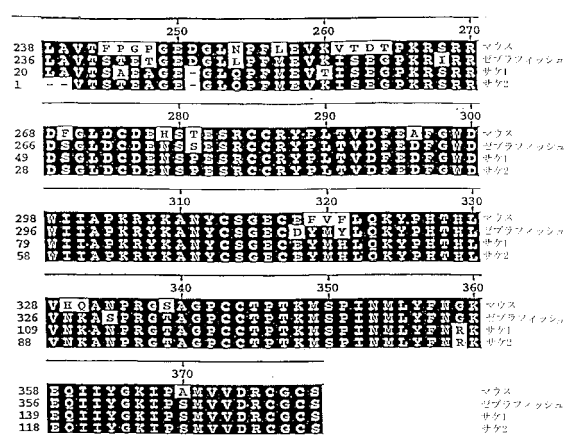 250 260 270
238 LAVTFPGPGEDGLNPFLEVKVTDTPKRSRR マウス
236 LAVTSTETGEDGLLPFMEVKISEGPKRIRR ゼブラフィッシュ
20 LAVTSAEAGE-GLQPFMEVTISEGPKRSRR サケ1
1 --VTSTEAGE-GLQPFMEVKISEGPKRSRR サケ2
280 290 300
268 DFGLDCDEHSTESRCCRYPLTVDFEAFGWD マウス
266 DSGLDCDENSSESRCCRYPLTVDFEDFGWD ゼブラフィッシュ
49 DSGLDCDENSPESRCCRYPLTVDFEDFGWD サケ1
28 DSGLDCDENSPESRCCRYPLTVDFEDFGWD サケ2
310 320 330
298 WIIAPKRYKANYCSGECEFVFLQKYPHTHL マウス
296 WIIAPKRYKANYCSGECDYMYLQKYPHTHL ゼブラフィッシュ
79 WIIAPKRYKANYCSGECEYMHLQKYPHTHL サケ1
58 WIIAPKRYKANYCSGECEYMHLQKYPHTHL サケ2
340 350 360
328 VHQANPRGSAGPCCTPTKMSPINMLYFNGK マウス
326 VNKASPRGTAGPCCTPTKMSPINMLYFNGK ゼブラフィッシュ
109 VNKANPRGTAGPCCTPTKMSPINMLYFNRK サケ1
88 VNKANPRGTAGPCCTPTKMSPINMLYFNRK サケ2
370
358 EQIIYGKIPAMVVDRCGCS マウス
356 EQIIYGKIPSMVVDRCGCS ゼブラフィッシュ
139 EQIIYGKIPSMVVDRCGCS サケ1
118 EQIIYGKIPSMVVDRCGCS サケ2